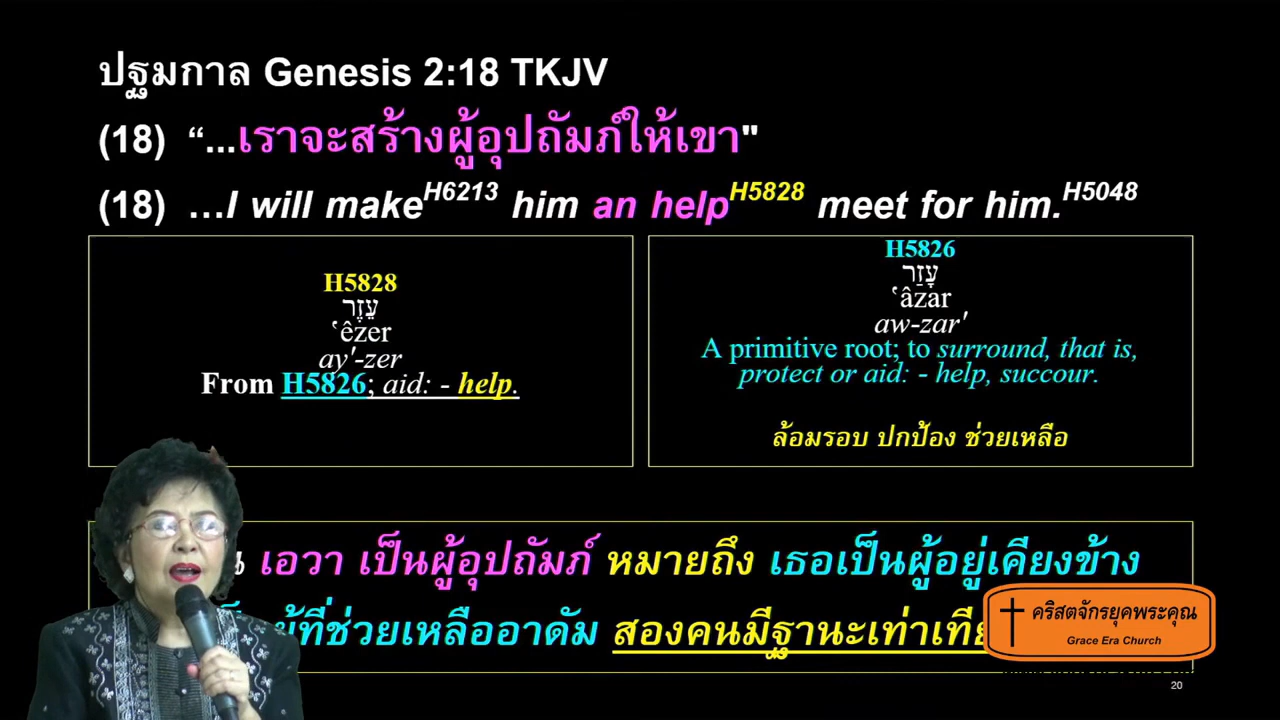 ปฐมกาล Genesis 2:18 TKJV
(18) “...เราจะสร้างผู้อุปถัมภ์ให้เขา"
(18) …I will make H6213 him an help H5828 meet for him. H5048
H5828
עֵזֶר
‛êzer
ay'-zer
From H5826; aid: - help.
H5826
עָזַר
‛âzar
aw-zar'
A primitive root; to surround, that is,
protect or aid: - help, succour.
ล้อมรอบ ปกป้อง ช่วยเหลือ
เอวา เป็นผู้อุปถัมภ์ หมายถึง เธอเป็นผู้อยู่เคียงข้าง
ที่ช่วยเหลืออาดัม สองคนมีฐานะเท่า
คริสตจักรยุคพระคุณ
Grace Era Church
20